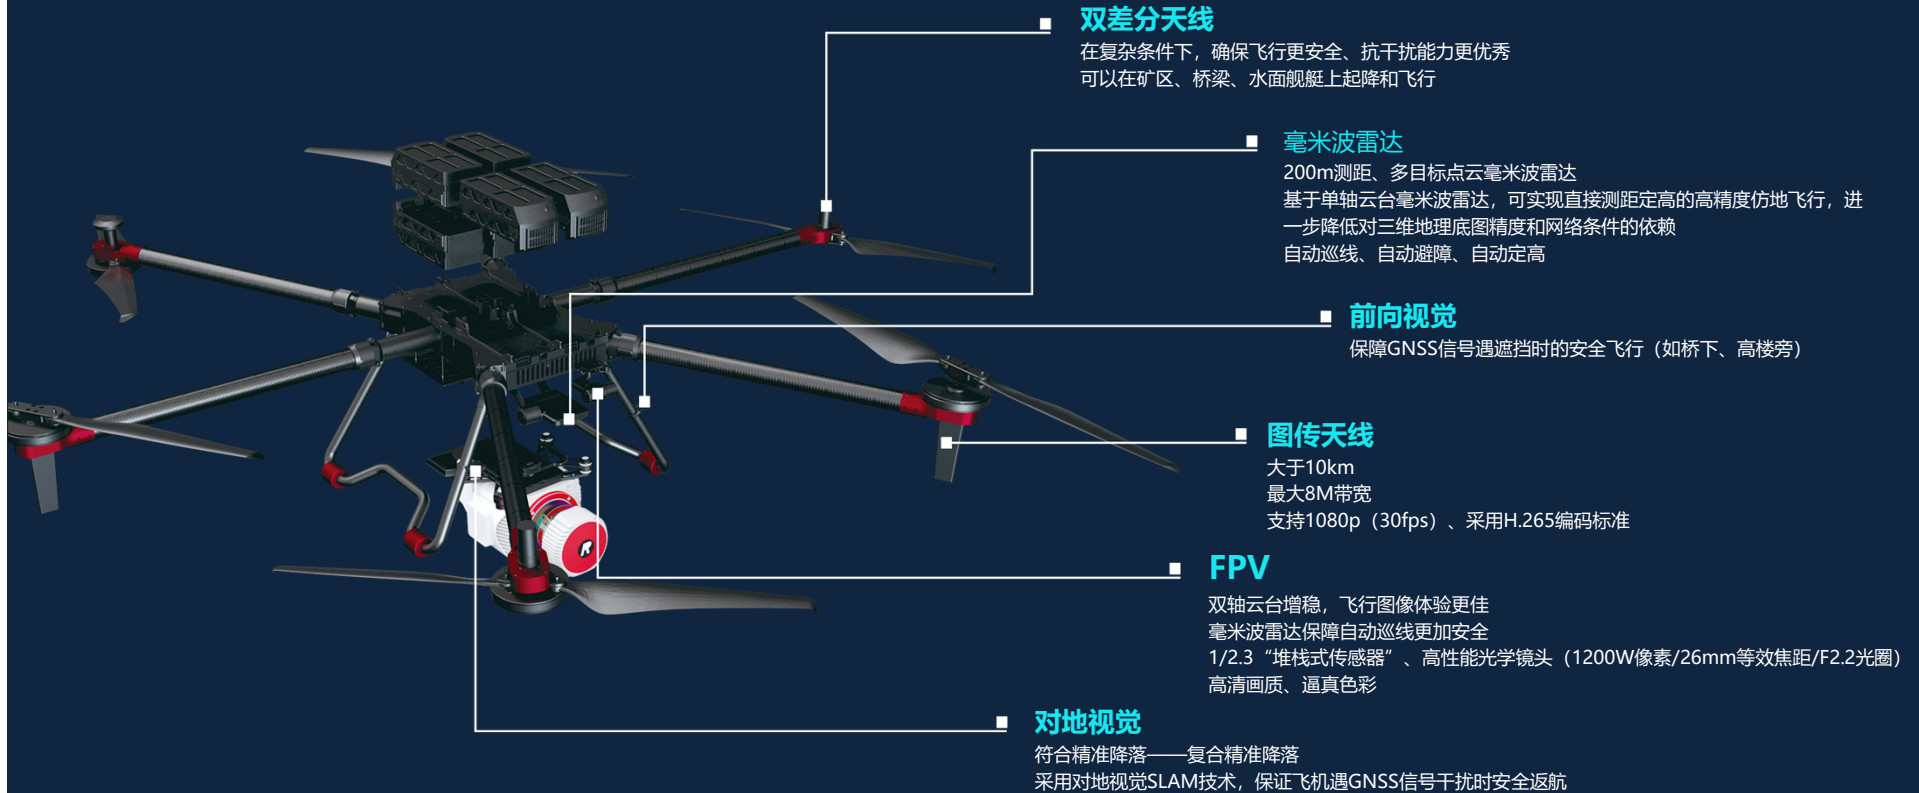 双差分天线
在复杂条件下，确保飞行更安全、抗干扰能力更优秀
可以在矿区、桥梁、水面舰艇上起降和飞行
毫米波雷达
200m测距、多目标点云毫米波雷达
基于单轴云台毫米波雷达，可实现直接测距定高的高精度仿地飞行，进
一步降低对三维地理底图精度和网络条件的依赖
自动巡线、自动避障、自动定高
前向视觉
保障GNSS信号遇遮挡时的安全飞行（如桥下、高楼旁）
图传天线
大于10km
最大8M带宽
支持1080p（30fps）、采用H.265编码标准
R
FPV
双轴云台增稳，飞行图像体验更佳
毫米波雷达保障自动巡线更加安全
1/2.3“堆栈式传感器”、高性能光学镜头（1200W像素/26mm等效焦距/F2.2光圈）
高清画质、逼真色彩
对地视觉
符合精准降落——复合精准降落
采用对地视觉SLAM技术，保证飞机遇GNSS信号干扰时安全返航